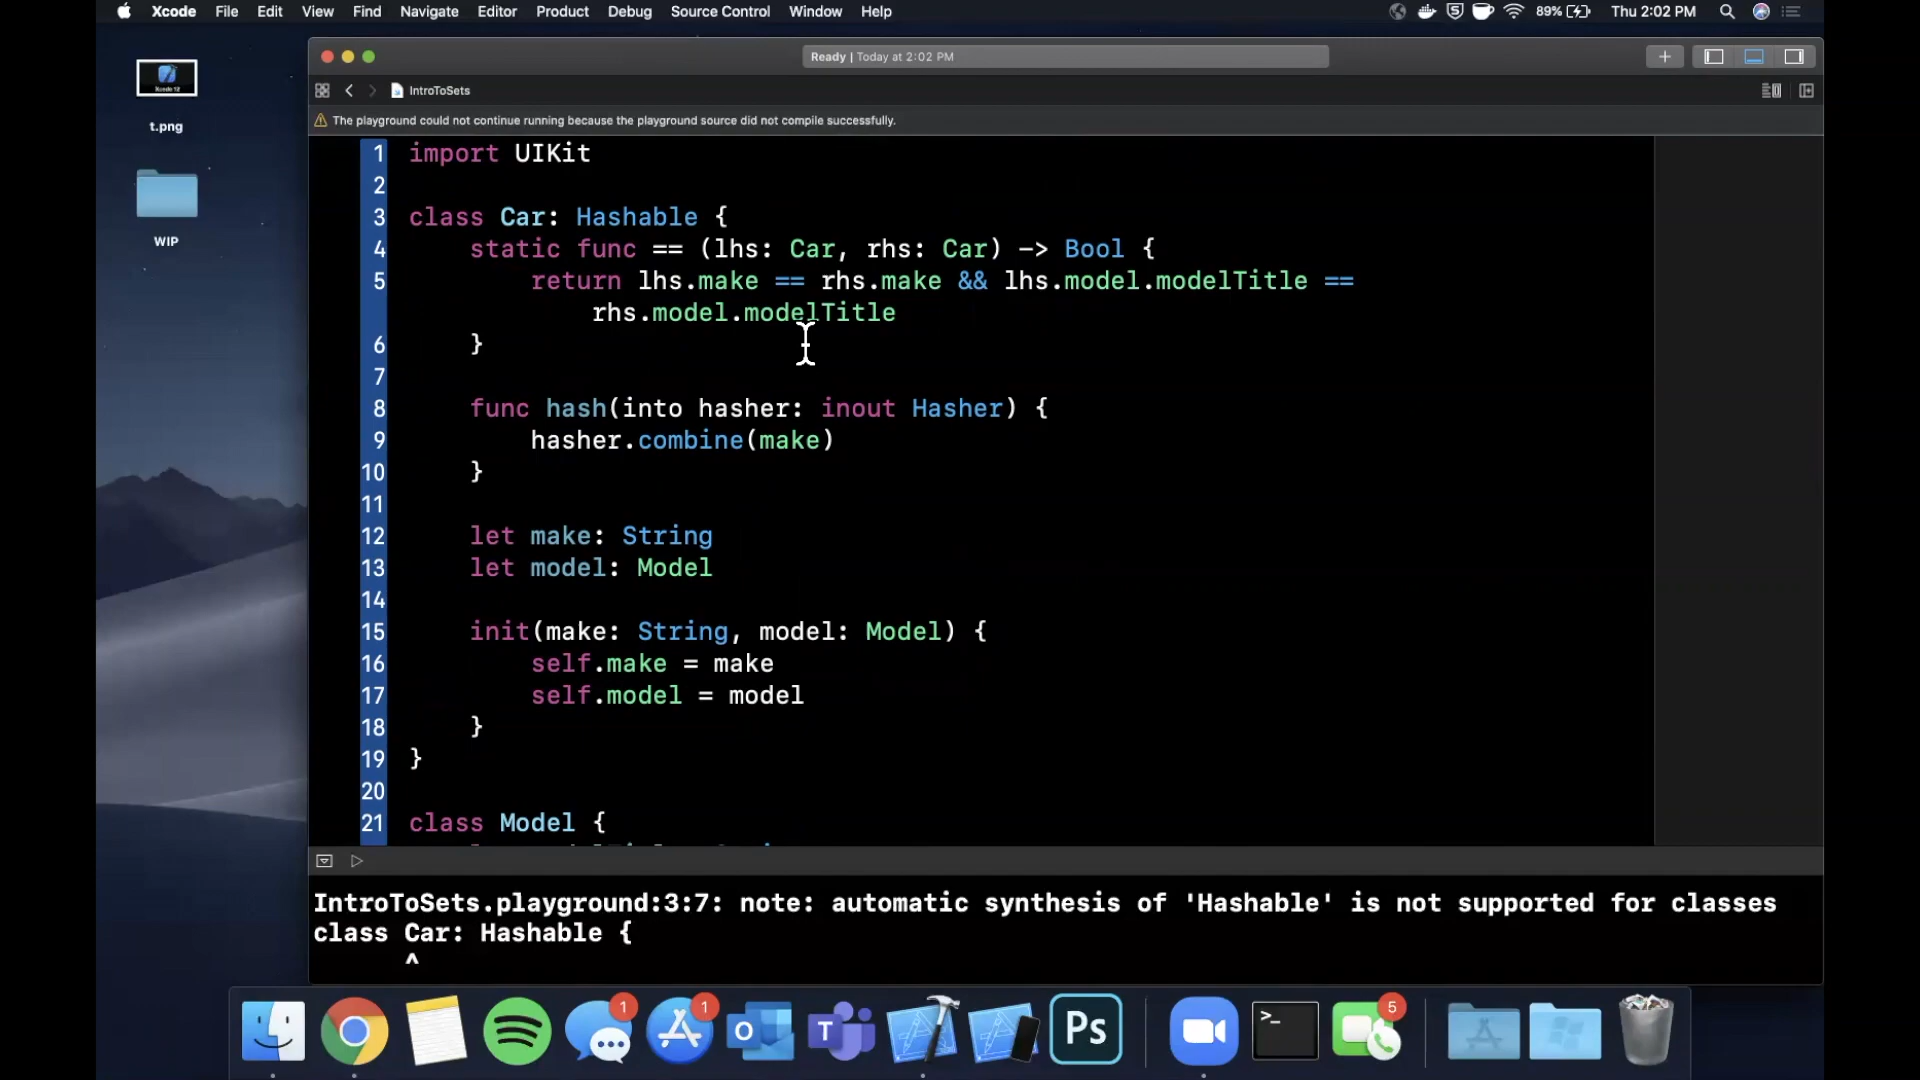 Xcode File Edit View Find Navigate Editor Product Debug Source Control Window Help 89% Thu 2:02 PM
Ready | Today at 2:02 PM
IntroToSets
The playground could not continue running because the playground source did not compile successfully.
t.png
WIP
1 import UIKit
2
3 class Car: Hashable {
4 static func == (lhs: Car, rhs: Car) -> Bool {
5 return lhs.make == rhs.make && lhs.model.modelTitle ==
rhs.model.modelTitle
6 }
7
8 func hash(into hasher: inout Hasher) {
9 hasher.combine(make)
10 }
11
12 let make: String
13 let model: Model
14
15 init(make: String, model: Model) {
16 self.make = make
17 self.model = model
18 }
19 }
20
21 class Model {
IntroToSets.playground:3:7: note: automatic synthesis of 'Hashable' is not supported for classes
class Car: Hashable {
^
1
1
5
Ps